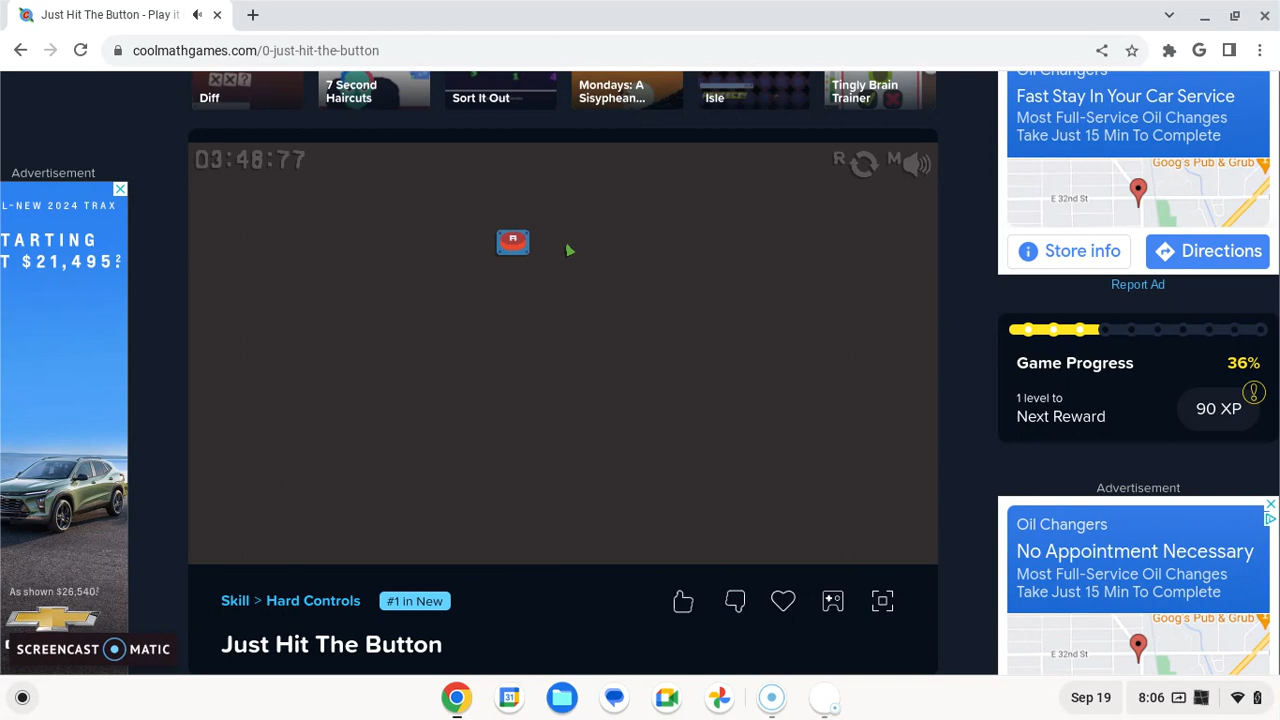 Just Hit The Button - Play it
coolmathgames.com/0-just-hit-the-button
Diff
7 Second
Haircuts
Sort It Out
Mondays: A
Sisyphean...
Isle
Tingly Brain
Trainer
03:48:77
R
M
Advertisement
L-NEW 2024 TRAX
TARTING
T $21,495²
As shown $26,540
SCREENCAST MATIC
Oil Changers
Fast Stay In Your Car Service
Most Full-Service Oil Changes
Take Just 15 Min To Complete
Goog's Pub & Grub
E 32nd St
Store info
Directions
Report Ad
Game Progress
36%
1 level to
Next Reward
90 XP
Advertisement
Oil Changers
No Appointment Necessary
Most Full-Service Oil Changes
Take Just 15 Min To Complete
Goog's Pub & Grub
E 32nd St
Skill > Hard Controls
#1 in New
Just Hit The Button
31
Sep 19
8:06